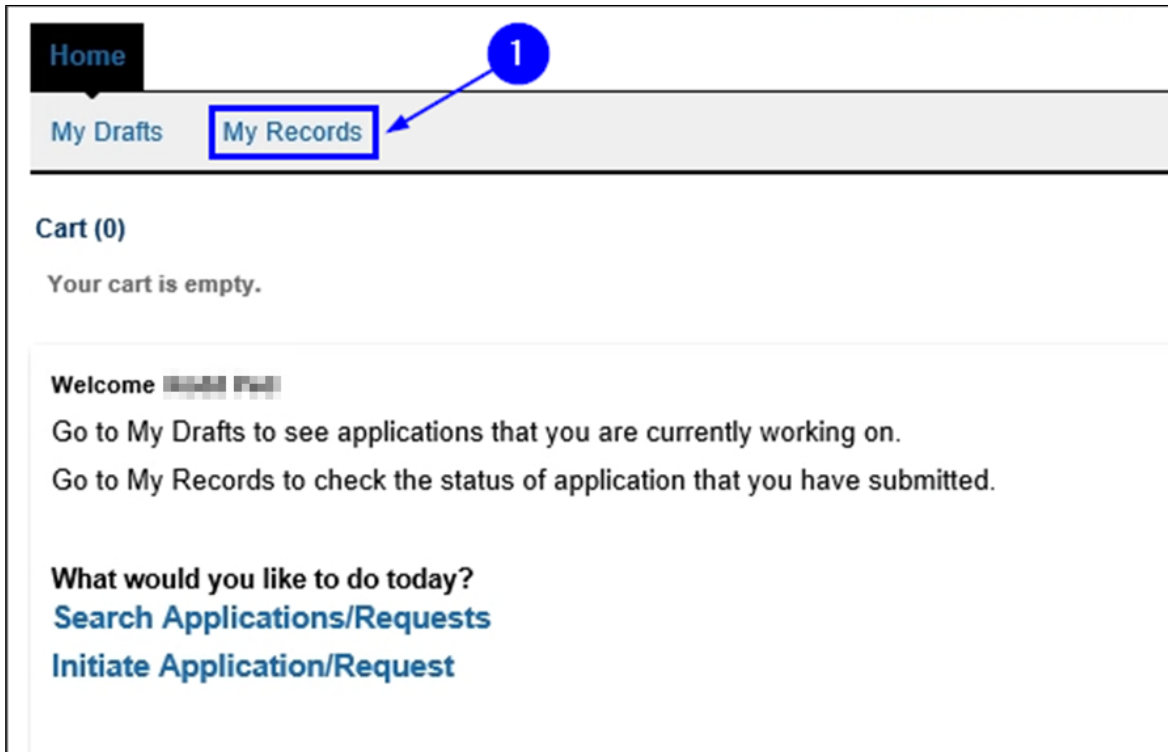 Home
1
My Drafts My Records
Cart (0)
Your cart is empty.
Welcome
Go to My Drafts to see applications that you are currently working on.
Go to My Records to check the status of application that you have submitted.
What would you like to do today?
Search Applications/Requests
Initiate Application/Request